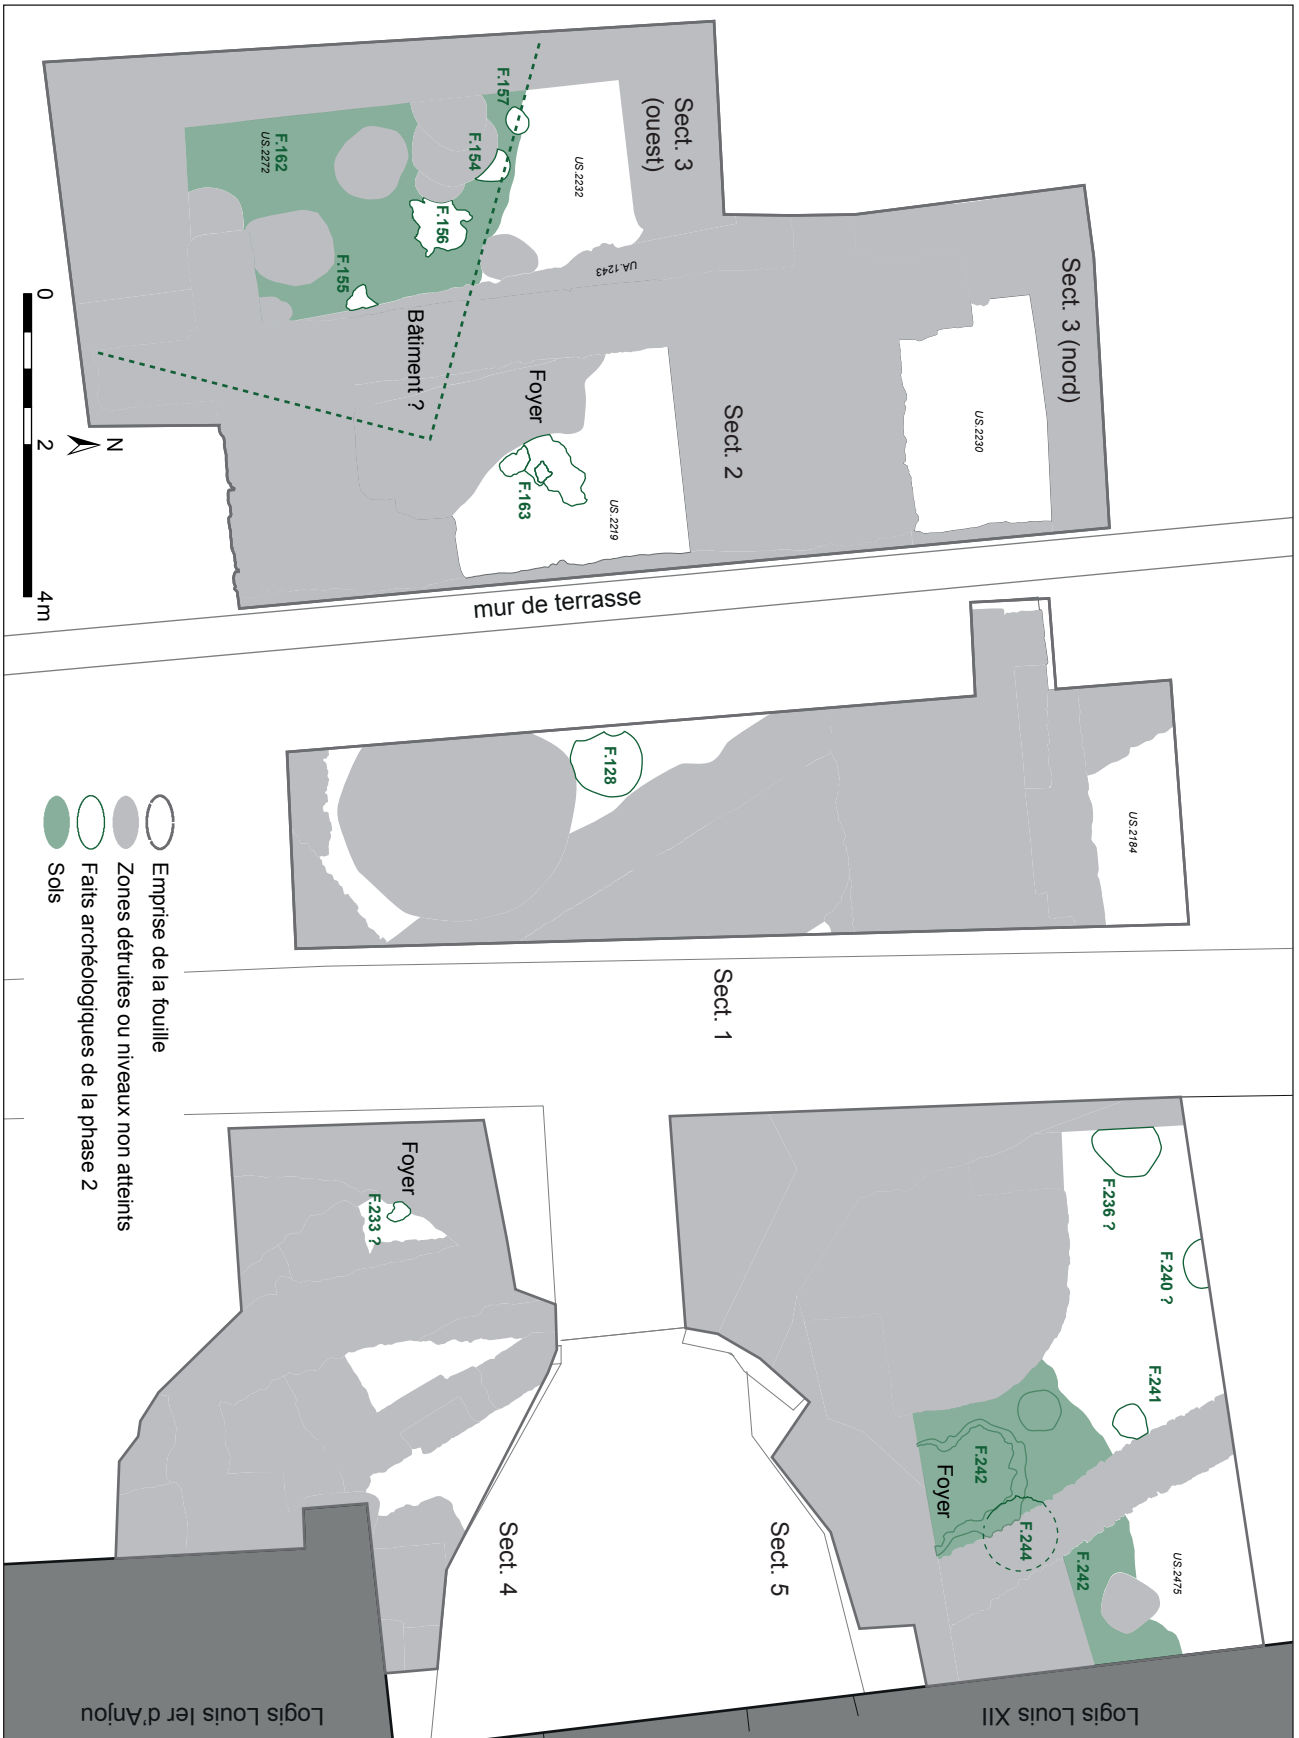 Sect. 3
(ouest)
Sect. 3 (nord)
F.157
F.154
US.2232
F.162
US.2272
F.156
F.155
UA.1243
Bâtiment ?
Foyer
Sect. 2
US.2230
F.163
US.2219
0
2
4m
N
mur de terrasse
F.128
US.2184
Sect. 1
Emprise de la fouille
Zones détruites ou niveaux non atteints
Faits archéologiques de la phase 2
Sols
Foyer
F.233 ?
F.236 ?
F.240 ?
F.241
F.242
Foyer
F.244
F.242
US.2475
Sect. 4
Sect. 5
Logis Louis Ier d'Anjou
Logis Louis XII